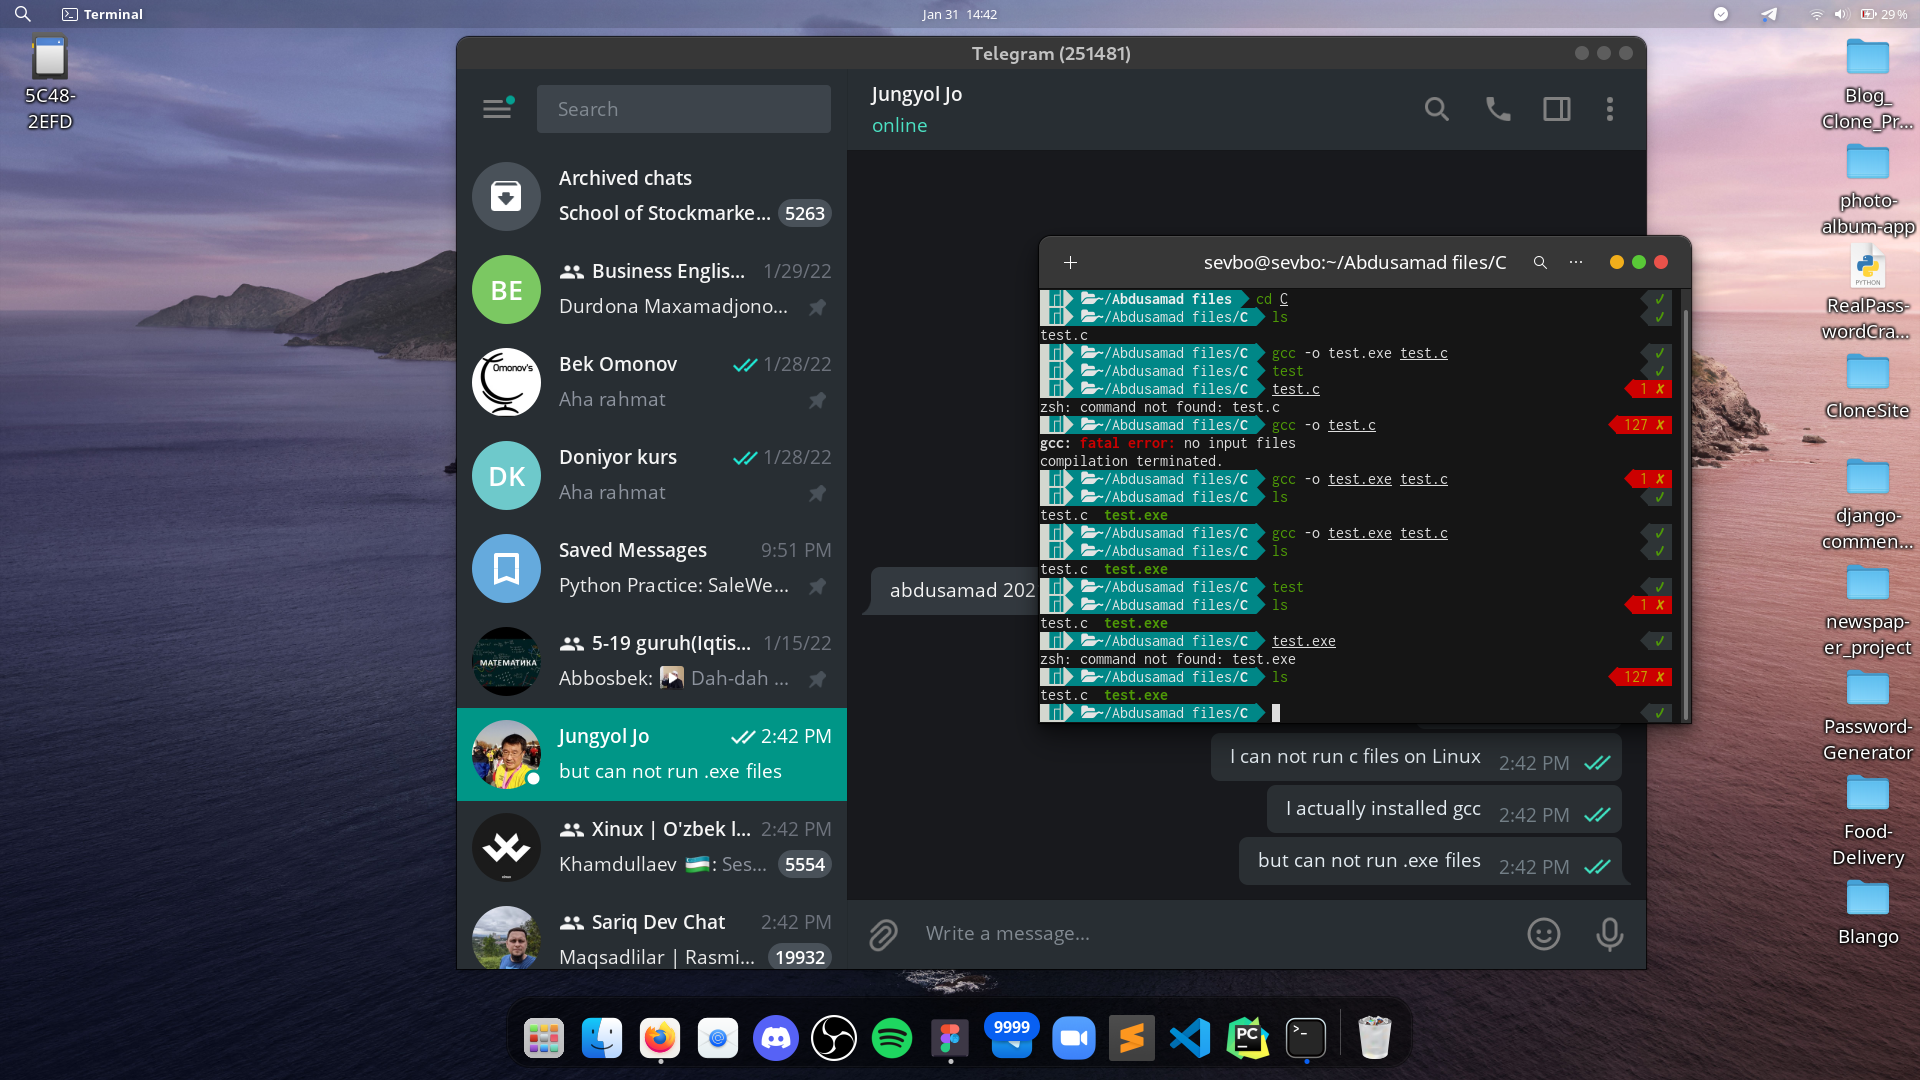 Terminal
Jan 31 14:42
29%
5C48-
2EFD
Telegram (251481)
Search
Archived chats
School of Stockmarke... 5263
BE
Business Englis... 1/29/22
Durdona Maxamadjono...
Omonov's
Bek Omonov 1/28/22
Aha rahmat
DK
Doniyor kurs 1/28/22
Aha rahmat
Saved Messages 9:51 PM
Python Practice: SaleWe...
МАТЕМАТИКА
5-19 guruh(Iqtis... 1/15/22
Abbosbek: Dah-dah ...
Jungyol Jo 2:42 PM
but can not run .exe files
Xinux | O'zbek l... 2:42 PM
Khamdullaev 🇺🇿: Ses... 5554
Sariq Dev Chat 2:42 PM
Maqsadlilar | Rasmi... 19932
Jungyol Jo
online
abdusamad 202
I can not run c files on Linux 2:42 PM
I actually installed gcc 2:42 PM
but can not run .exe files 2:42 PM
Write a message...
sevbo@sevbo:~/Abdusamad files/C
~/Abdusamad files cd C ✓
~/Abdusamad files/C ls ✓
test.c
~/Abdusamad files/C gcc -o test.exe test.c ✓
~/Abdusamad files/C test ✓
~/Abdusamad files/C test.c 1 ✗
zsh: command not found: test.c
~/Abdusamad files/C gcc -o test.c 127 ✗
gcc: fatal error: no input files
compilation terminated.
~/Abdusamad files/C gcc -o test.exe test.c 1 ✗
~/Abdusamad files/C ls ✓
test.c test.exe
~/Abdusamad files/C gcc -o test.exe test.c ✓
~/Abdusamad files/C ls ✓
test.c test.exe
~/Abdusamad files/C test ✓
~/Abdusamad files/C ls 1 ✗
test.c test.exe
~/Abdusamad files/C test.exe ✓
zsh: command not found: test.exe
~/Abdusamad files/C ls 127 ✗
test.c test.exe
~/Abdusamad files/C ✓
Blog_
Clone_Pr...
photo-
album-app
PYTHON
RealPass-
wordCra...
CloneSite
django-
commen...
newspap-
er_project
Password-
Generator
Food-
Delivery
Blango
9999
PC